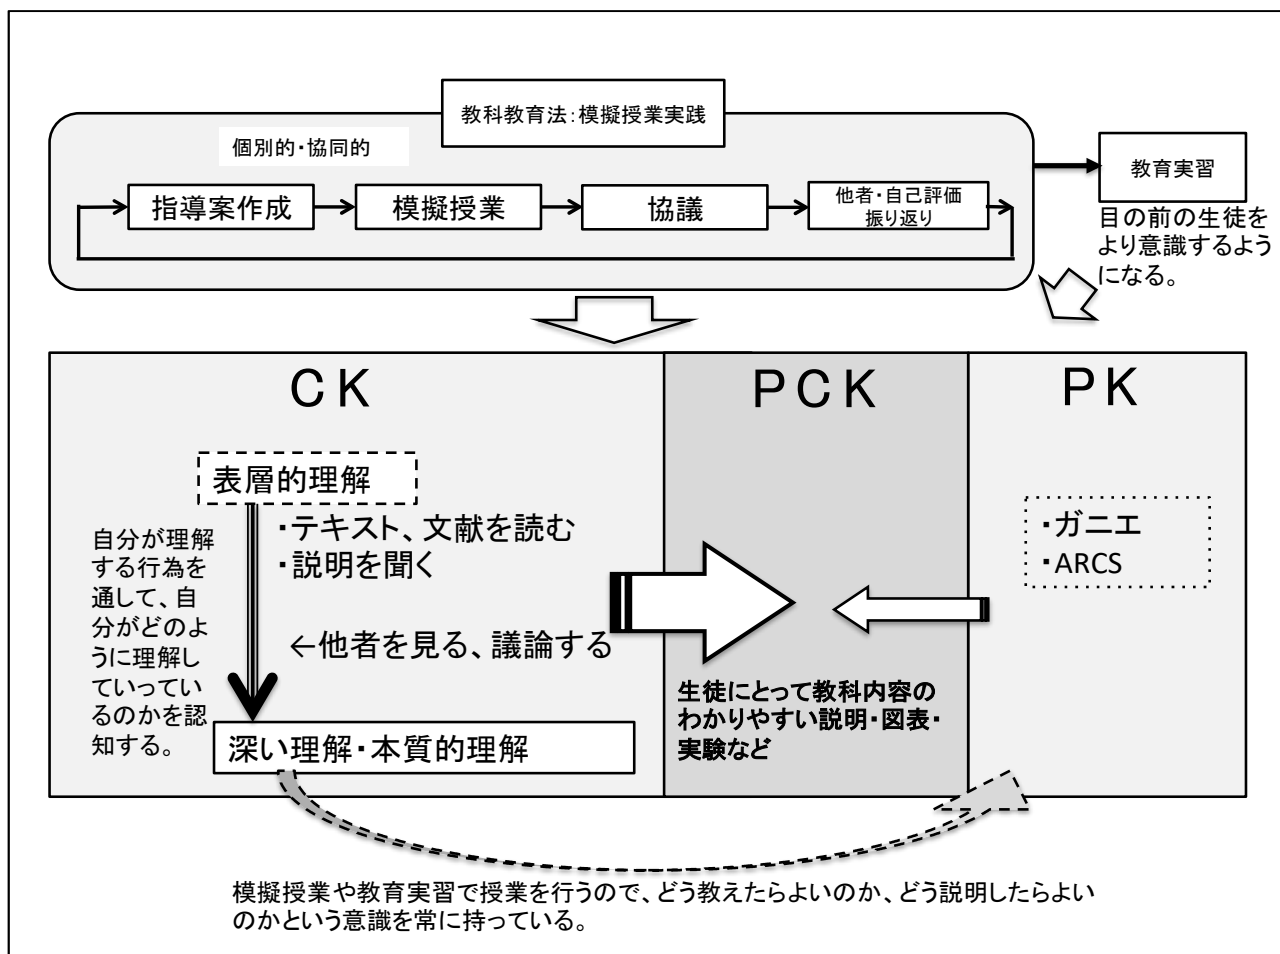 教科教育法：模擬授業実践
個別的・協同的
指導案作成
模擬授業
協議
他者・自己評価
振り返り
教育実習
目の前の生徒を
より意識するよう
になる。
CK
PCK
PK
表層的理解
・テキスト、文献を読む
・説明を聞く
自分が理解
する行為を
通して、自
分がどのよ
うに理解し
ていってい
るのかを認
知する。
←他者を見る、議論する
深い理解・本質的理解
生徒にとって教科内容の
わかりやすい説明・図表・
実験など
・ガニエ
・ARCS
模擬授業や教育実習で授業を行うので、どう教えたらよいのか、どう説明したらよい
のかという意識を常に持っている。